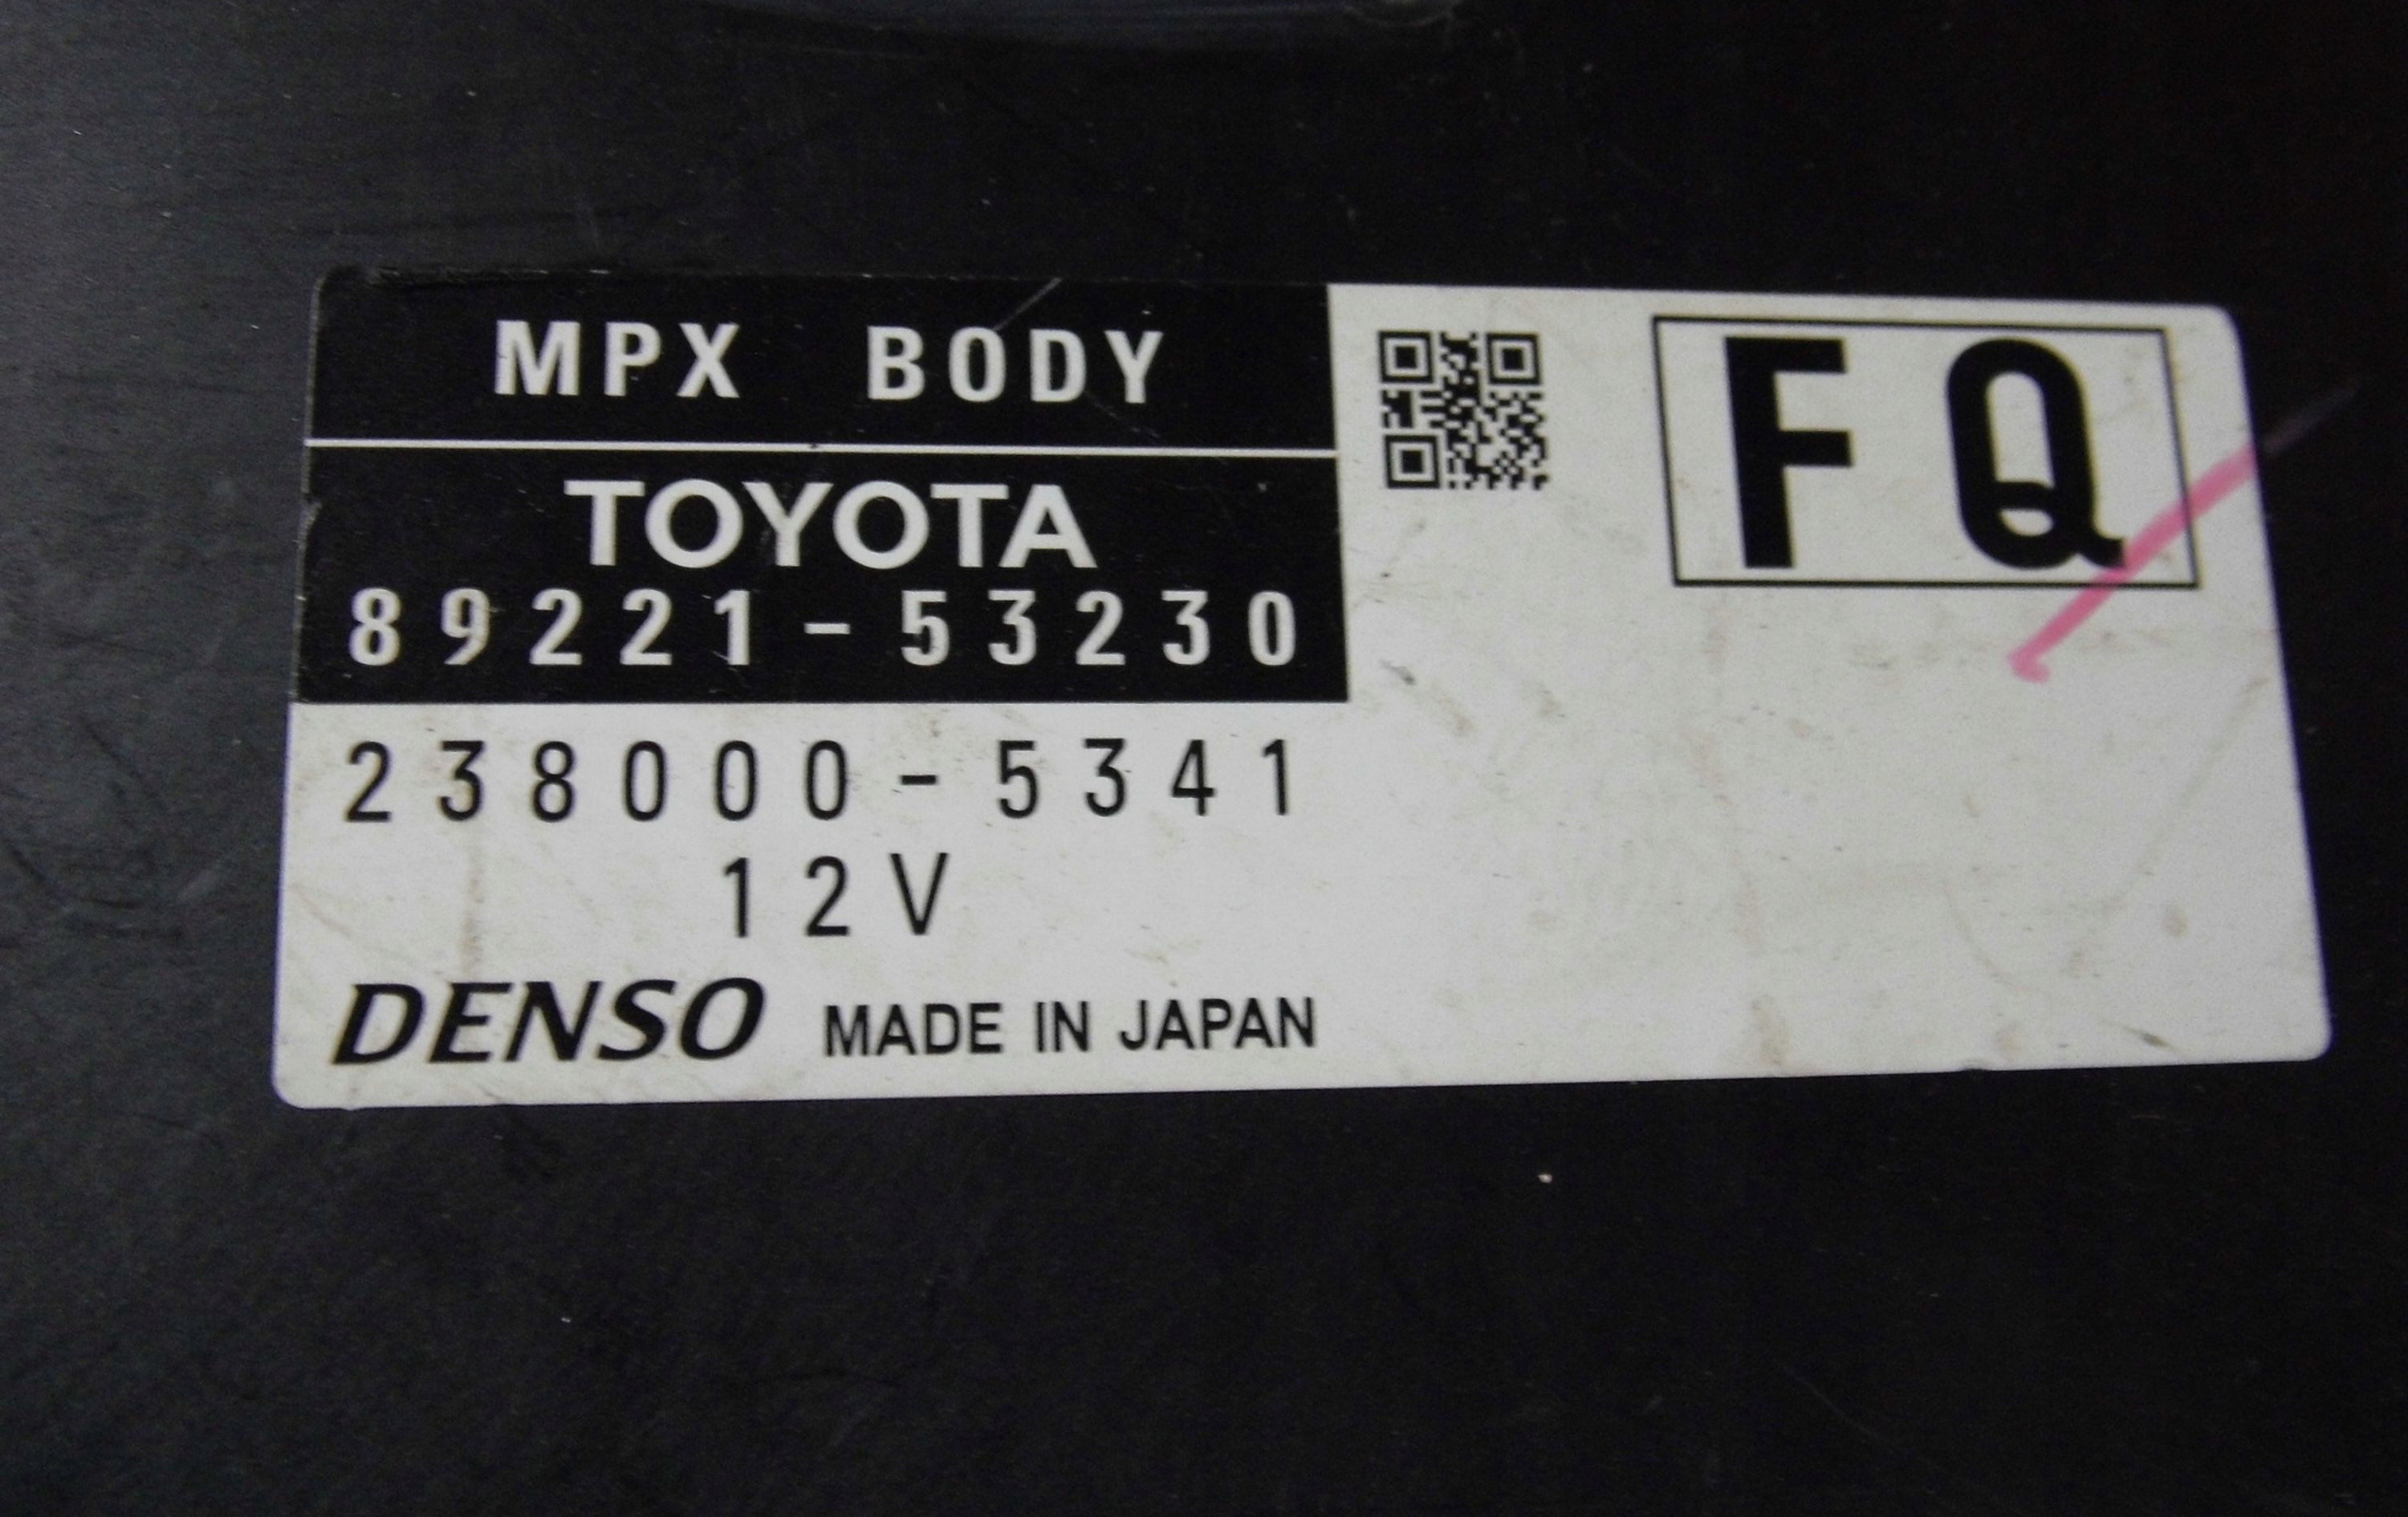 MPX BODY
TOYOTA
89221-53230
238000-5341
12V
DENSO MADE IN JAPAN
FQ